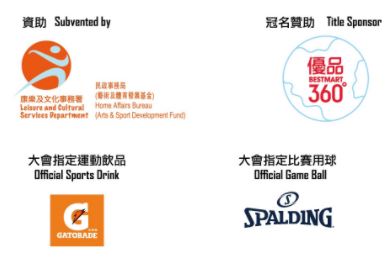 資助 Subvented by
冠名贊助 Title Sponsor
康樂及文化事務署
Leisure and Cultural
Services Department
民政事務局
(藝術及體育發展基金)
Home Affairs Bureau
(Arts & Sport Development Fund)
優品
BESTMART
360°
大會指定運動飲品
Official Sports Drink
大會指定比賽用球
Official Game Ball
G
GATORADE
SPALDING